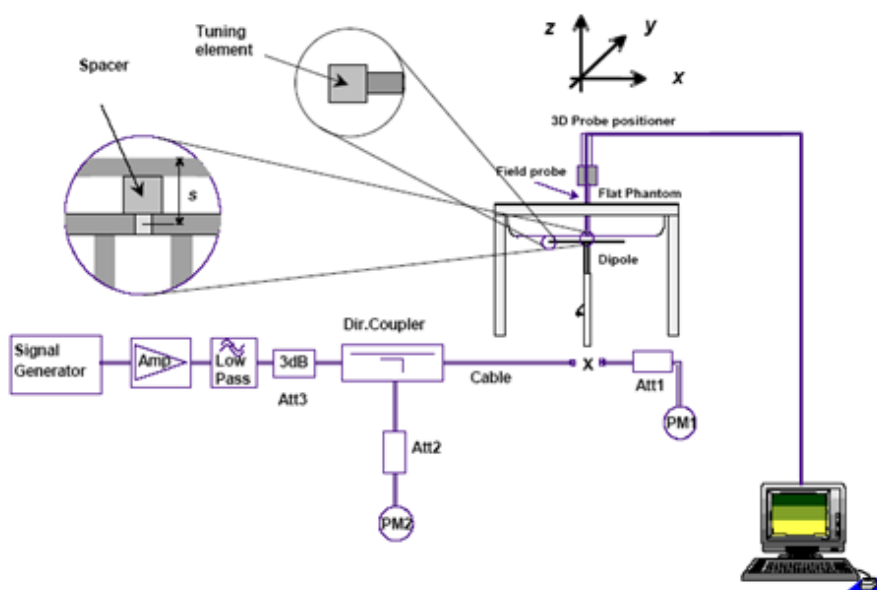 Tuning
element
Spacer
z
y
x
3D Probe positioner
Field probe
Flat Phantom
s
Dipole
Dir.Coupler
Signal
Generator
Amp
Low
Pass
3dB
Att3
Cable
X
Att1
PM1
Att2
PM2